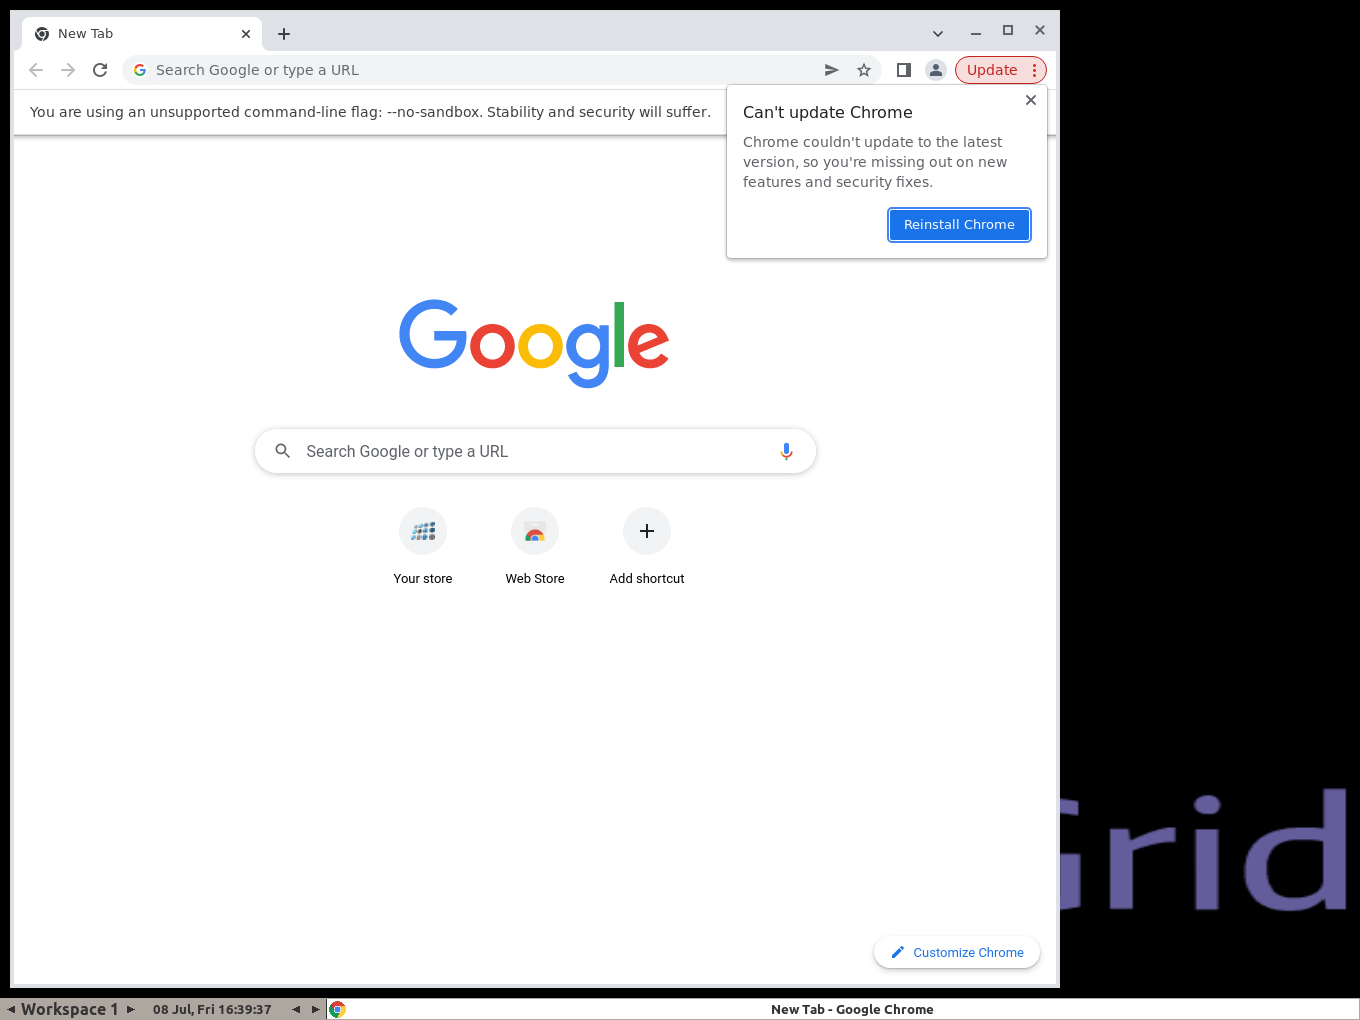 New Tab
Search Google or type a URL
Update
You are using an unsupported command-line flag: --no-sandbox. Stability and security will suffer.
Can't update Chrome
Chrome couldn't update to the latest
version, so you're missing out on new
features and security fixes.
Reinstall Chrome
Google
Search Google or type a URL
Your store
Web Store
Add shortcut
Grid
Customize Chrome
Workspace 1
08 Jul, Fri 16:39:37
New Tab - Google Chrome